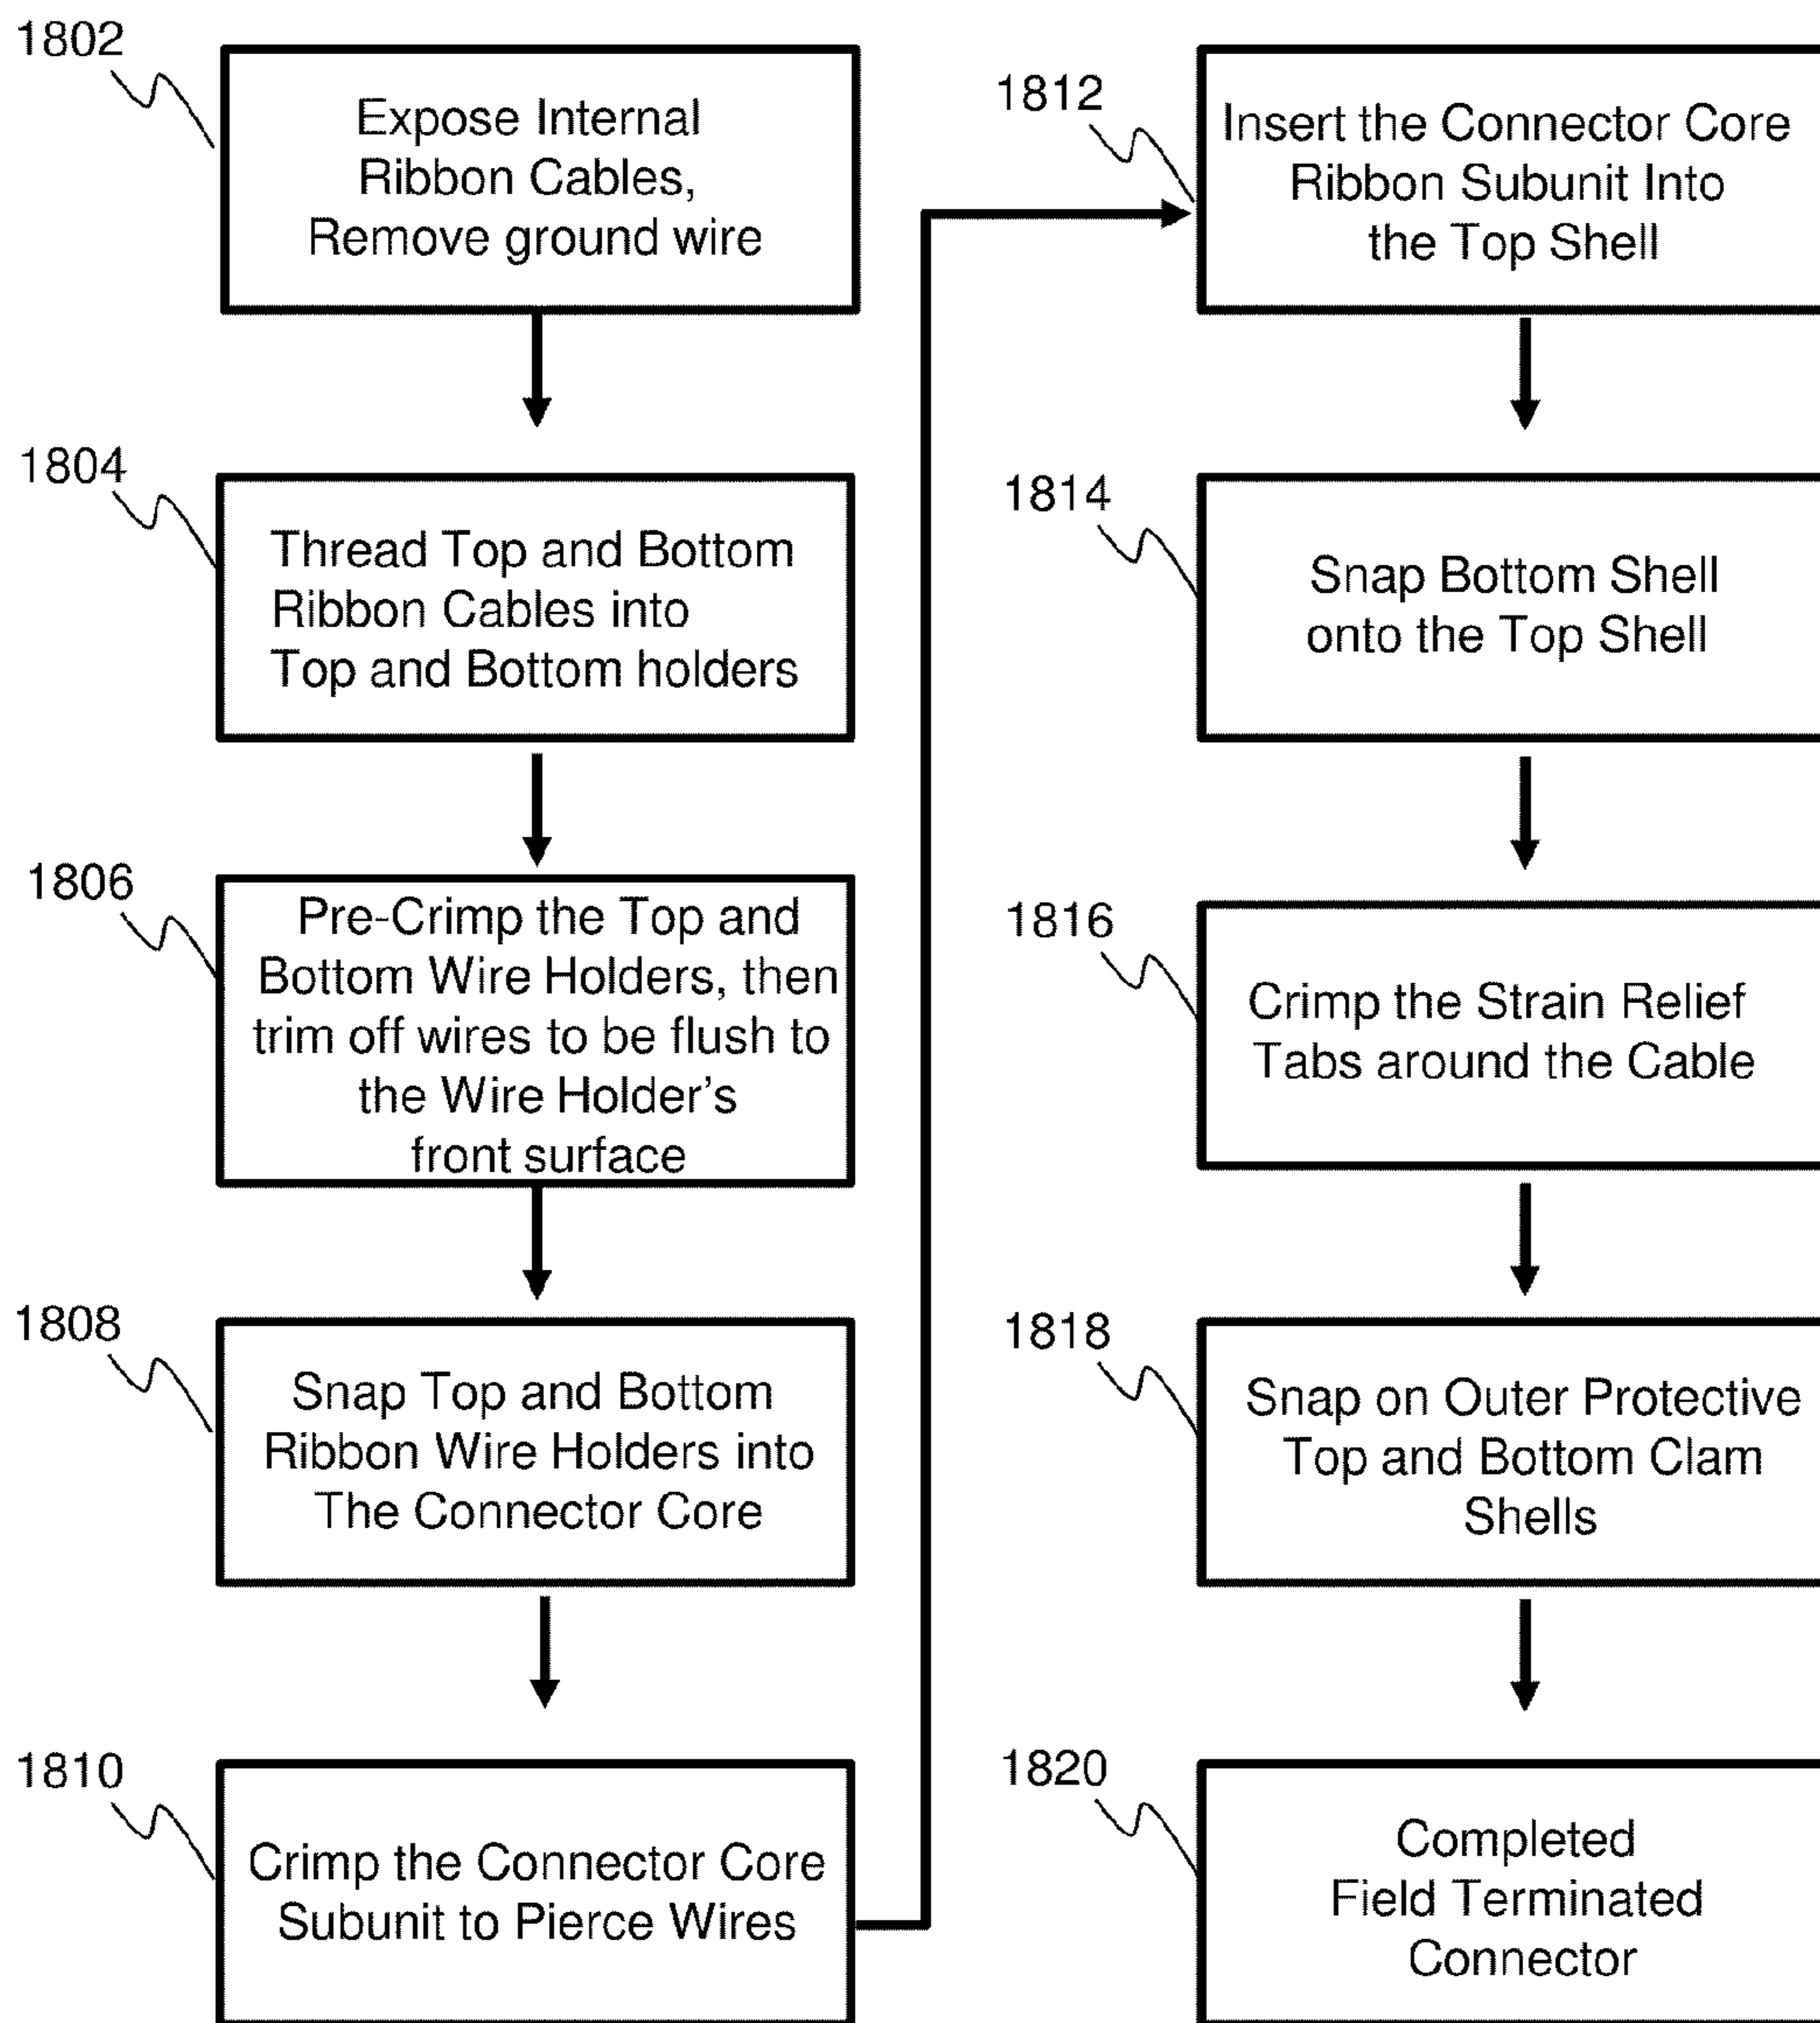 1802
Expose Internal
Ribbon Cables,
Remove ground wire
1804
Thread Top and Bottom
Ribbon Cables into
Top and Bottom holders
1806
Pre-Crimp the Top and
Bottom Wire Holders, then
trim off wires to be flush to
the Wire Holder's
front surface
1808
Snap Top and Bottom
Ribbon Wire Holders into
The Connector Core
1810
Crimp the Connector Core
Subunit to Pierce Wires
1812
Insert the Connector Core
Ribbon Subunit Into
the Top Shell
1814
Snap Bottom Shell
onto the Top Shell
1816
Crimp the Strain Relief
Tabs around the Cable
1818
Snap on Outer Protective
Top and Bottom Clam
Shells
1820
Completed
Field Terminated
Connector